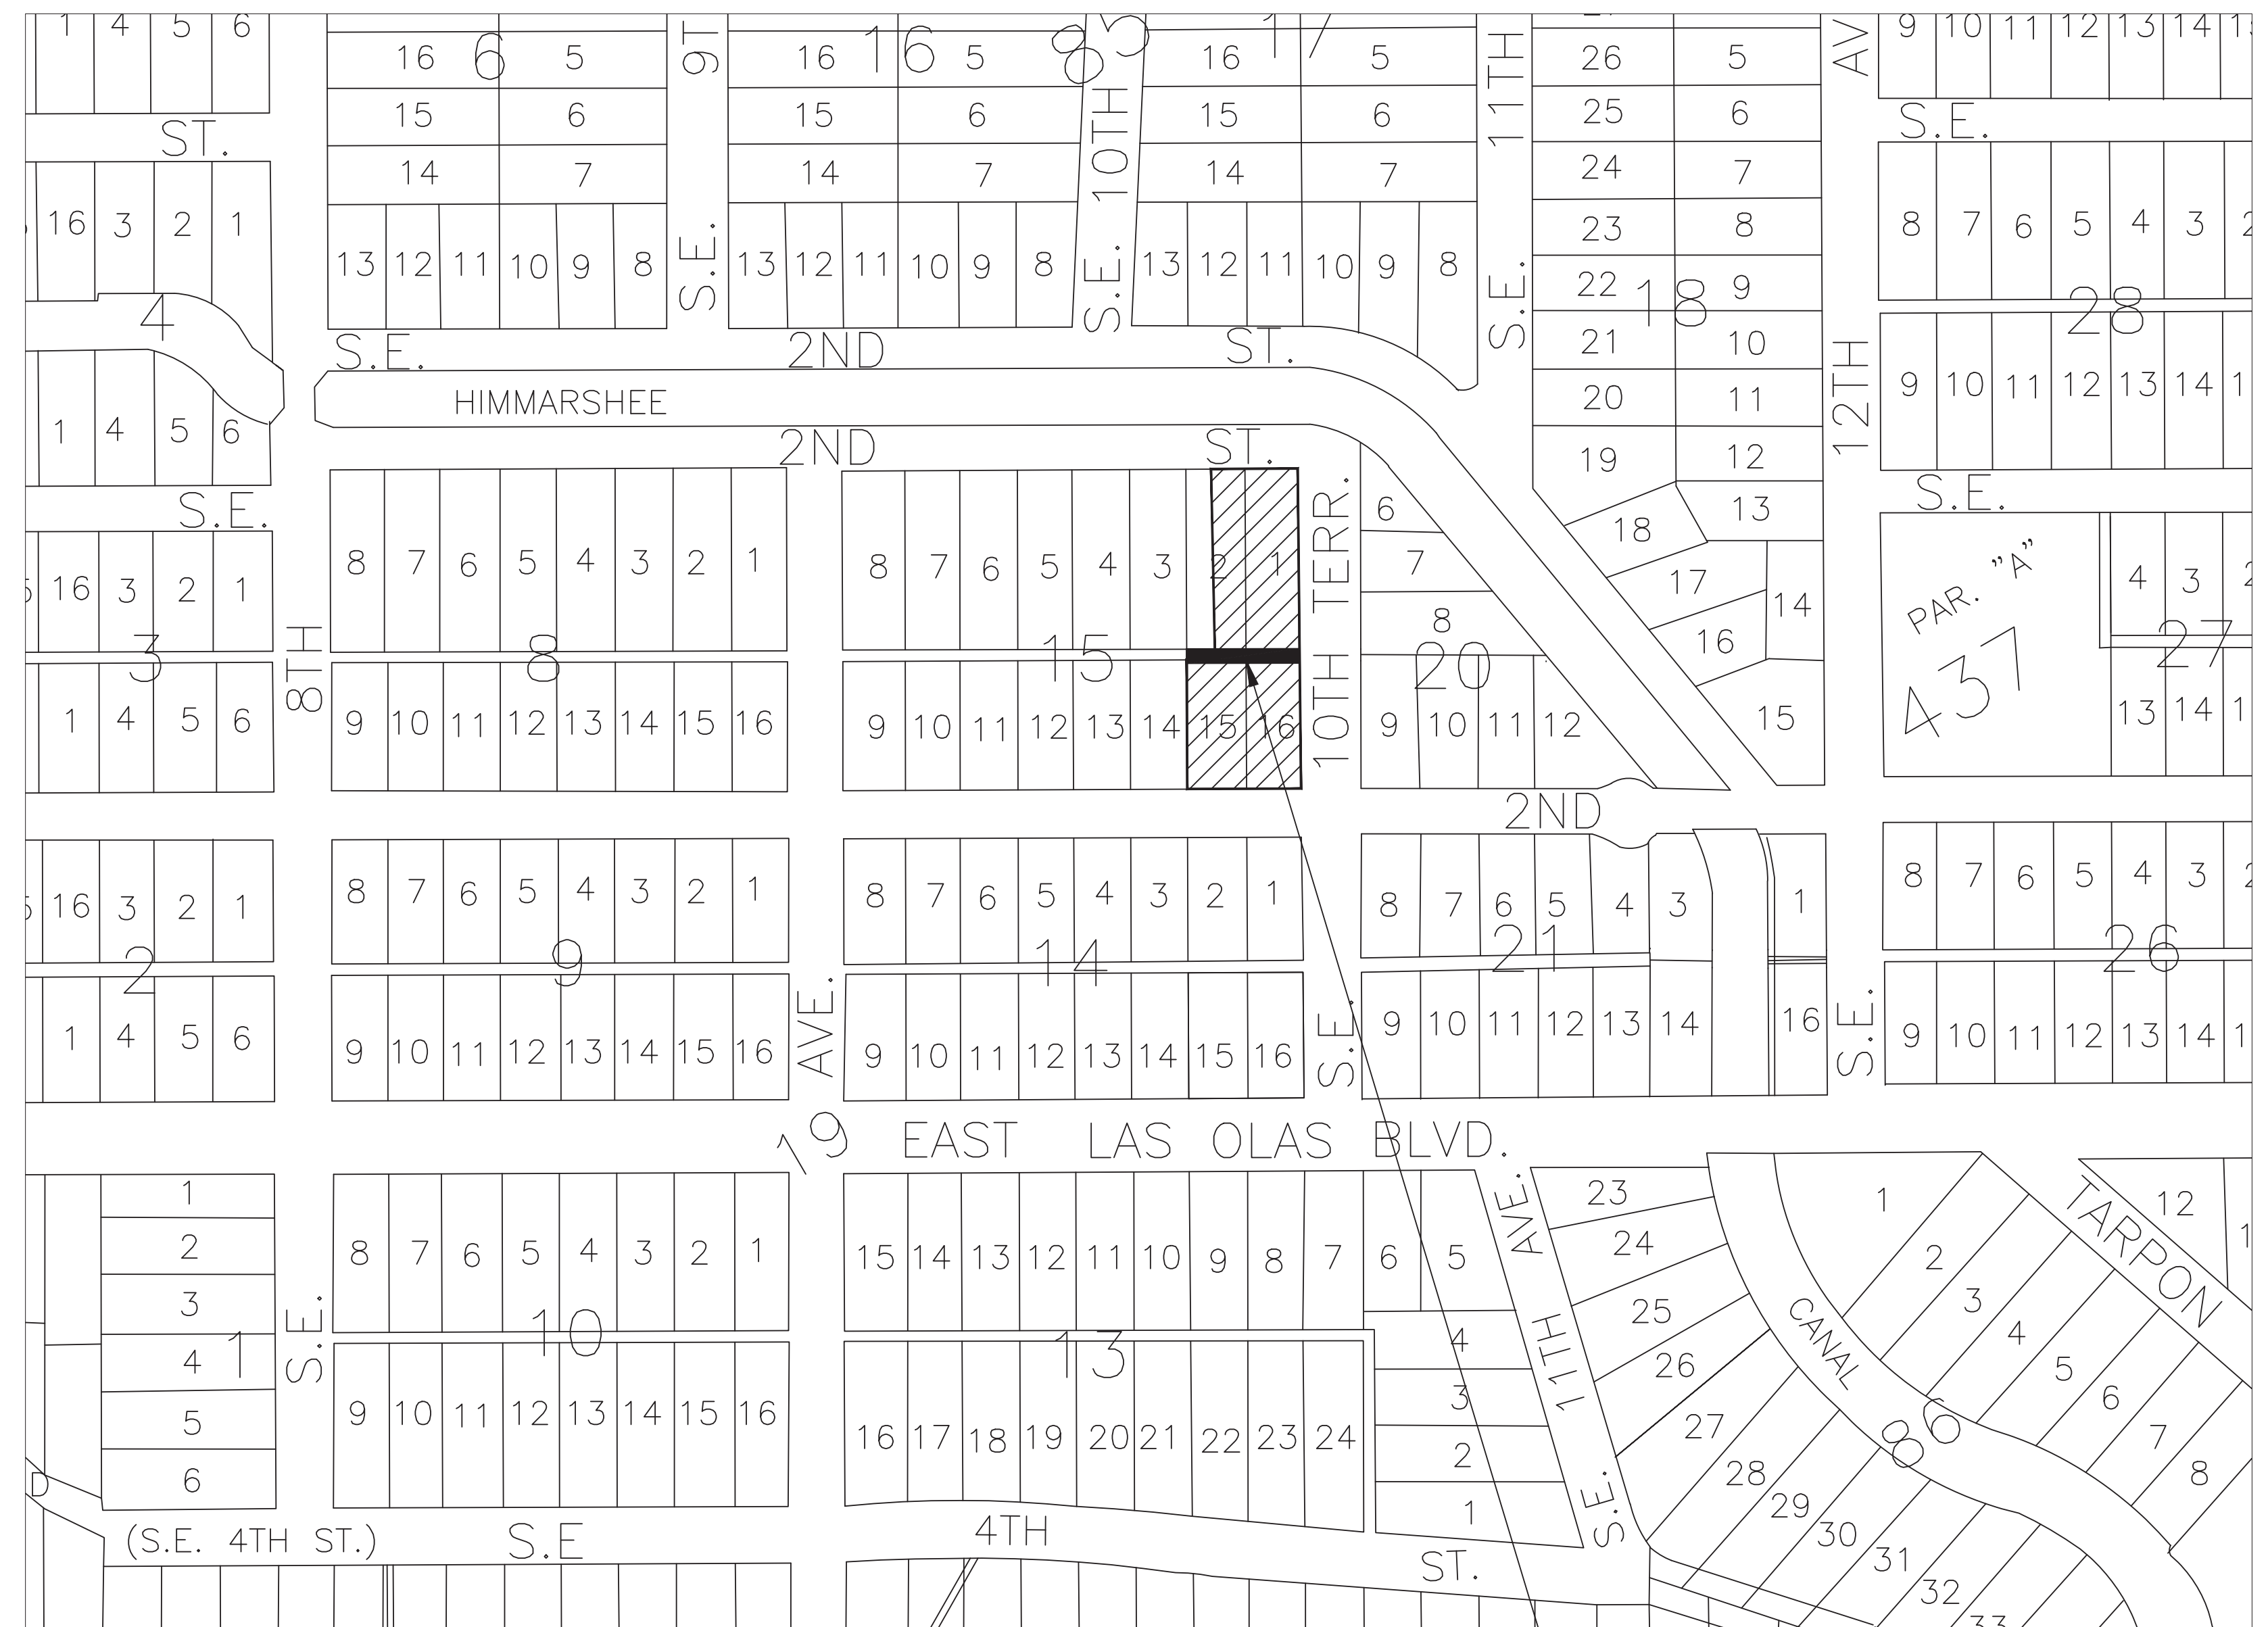 1 4 5 6
16 6 5
9T
16 16 5
83
17
16 5
11TH
26 5
AV
9 10 11 12 13 14
15 6
15 6
15 6
25 6
ST.
S.E.
14 7
14 7
S.E. 10TH
14 7
24 7
16 3 2 1
23 8
8 7 6 5 4 3
13 12 11 10 9 8
S.E.
13 12 11 10 9 8
13 12 11 10 9 8
S.E.
22 18 9
28
4
21 10
S.E. 2ND ST.
12TH
HIMMARSHEE
20 11
9 10 11 12 13 14 1
1 4 5 6
2ND ST.
19 12
S.E.
S.E.
13
6
18
8 7 6 5 4 3 2 1
8 7 6 5 4 3 2 1
10TH TERR.
7
17
14
PAR. "A"
4 3
16 3 2 1
8
16
3
8TH
8
15
20
437
27
1 4 5 6
9 10 11 12 13 14 15 16
9 10 11 12 13 14 15 16
9 10 11 12
15
13 14 1
2ND
16 3 2 1
8 7 6 5 4 3 2 1
8 7 6 5 4 3 2 1
8 7 6 5 4 3
1
8 7 6 5 4 3
2
9
14
21
26
1 4 5 6
9 10 11 12 13 14 15 16
AVE.
9 10 11 12 13 14 15 16
S.E.
9 10 11 12 13 14
16
S.E.
9 10 11 12 13 14 1
19
EAST LAS OLAS BLVD.
1
8 7 6 5 4 3 2 1
15 14 13 12 11 10 9 8 7 6 5
AVE.
23
1
12
TARPON
2
24
2
3
S.E.
25
3
CANAL
4 1
10
13
4
11TH
26
4
5
9 10 11 12 13 14 15 16
16 17 18 19 20 21 22 23 24
3
27
5
6
86
2
28
6
7
D
1
S.E.
29
8
(S.E. 4TH ST.) S.E 4TH ST.
30
31
32
33